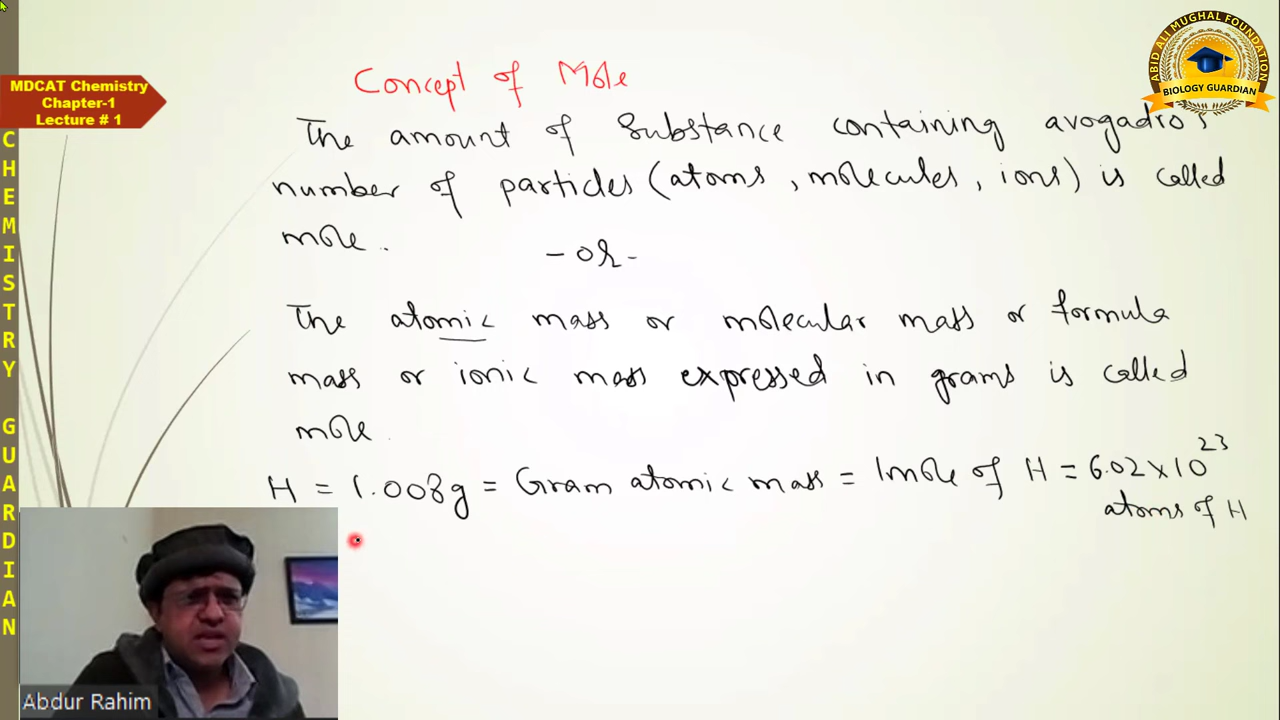 Concept of Mole
The amount of Substance containing avogadro's
number of particles (atoms, molecules, ions) is called
mole.
- or -
The atomic mass or molecular mass or formula
mass or ionic mass expressed in grams is called
mole.
H = 1.008g = Gram atomic mass = 1mole of H = 6.02×10²³
atoms of H
MDCAT Chemistry
Chapter-1
Lecture # 1
CHEMISTRY GUARDIAN
ABID ALI MUGHAL FOUNDATION
BIOLOGY GUARDIAN
Abdur Rahim